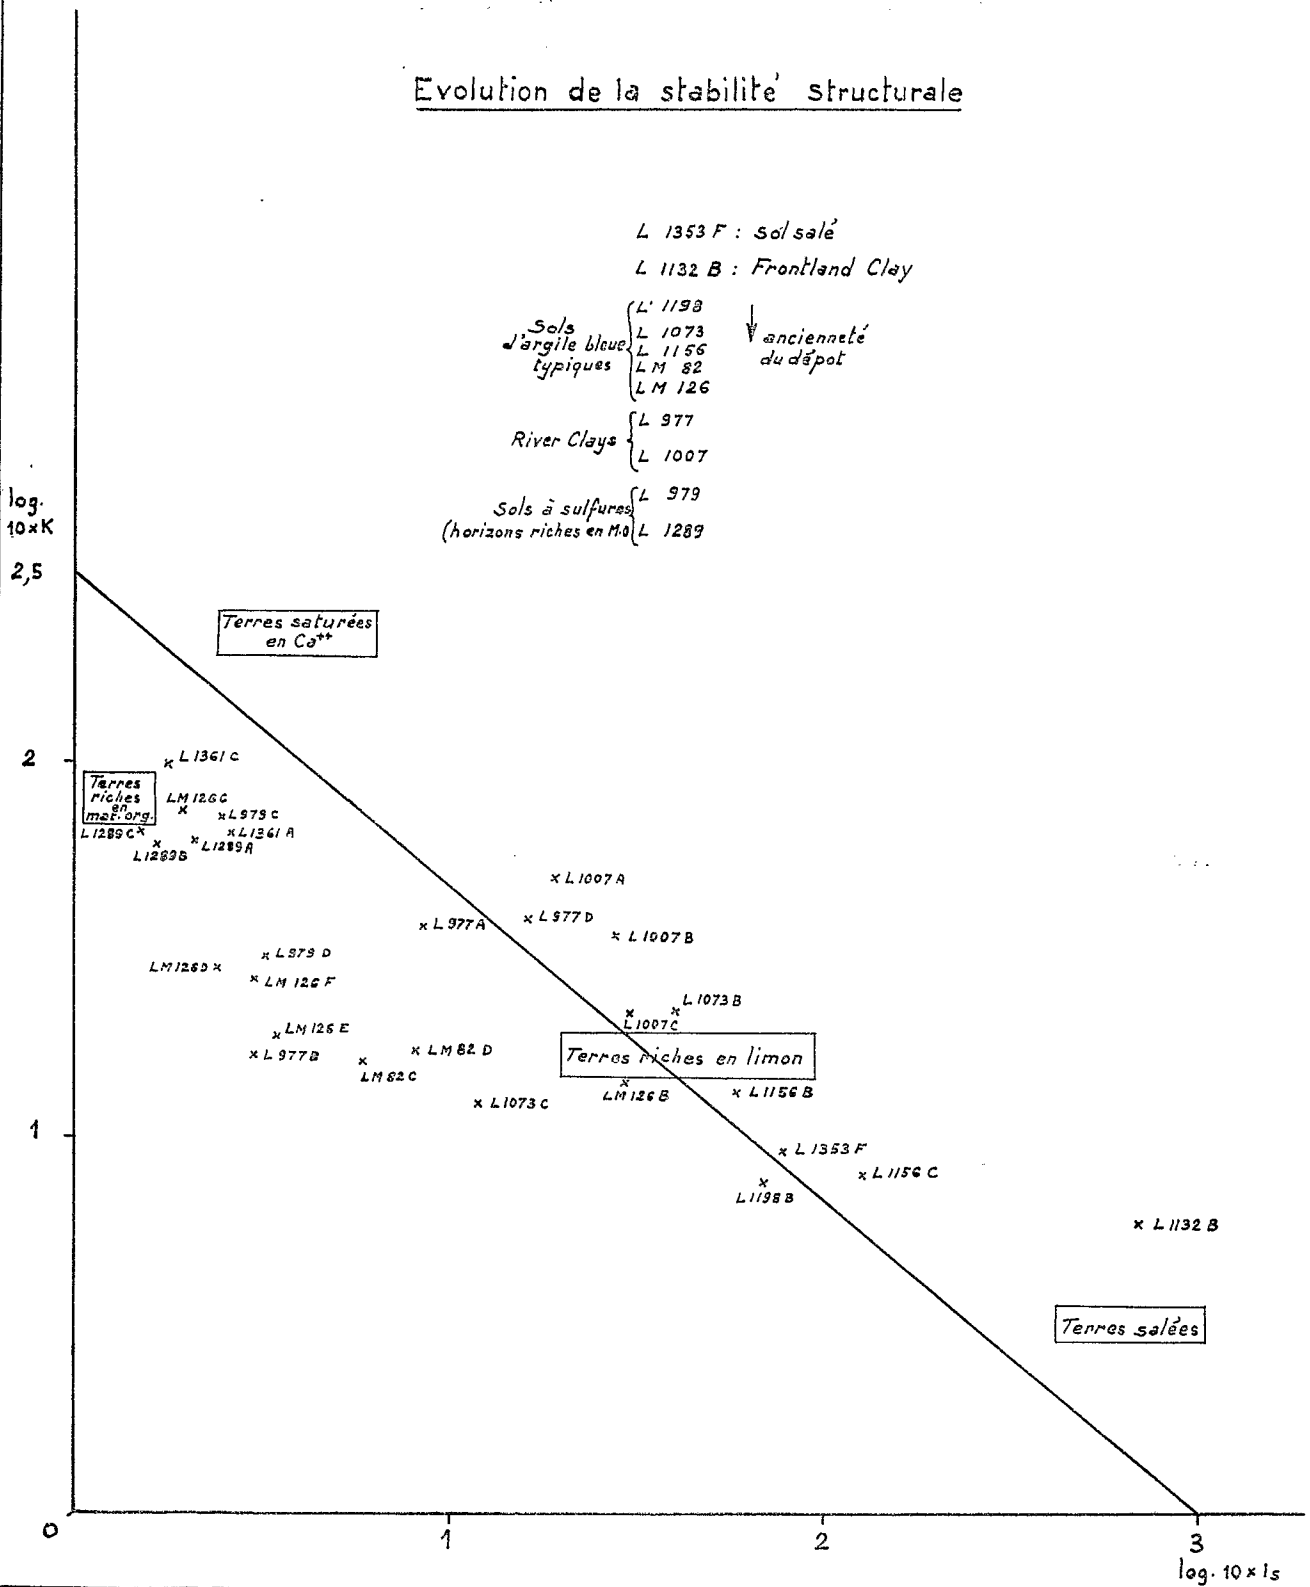 Evolution de la stabilité structurale
L 1353 F : Sol salé
L 1132 B : Frontland Clay
Sols
d'argile bleue
typiques
L 1198
L 1073
L 1156
LM 82
LM 126
ancienneté
du dépot
River Clays
L 977
L 1007
Sols à sulfures
(horizons riches en M.O
L 979
L 1289
log.
10×K
2,5
Terres saturées
en Ca⁺⁺
2
L 1361 C
Terres
riches
en
mat. org.
LM 126 C
L 979 C
L 1289 C
L 1361 A
L 1289 B
L 1289 A
L 1007 A
L 977 D
L 977 A
L 1007 B
L 979 D
LM 126 D
LM 126 F
L 1073 B
L 1007 C
LM 126 E
L 977 B
LM 82 D
LM 82 C
Terres riches en limon
LM 126 B
L 1156 B
L 1073 C
1
L 1353 F
L 1156 C
L 1198 B
L 1132 B
Terres salées
0
1
2
3
log. 10 × Is